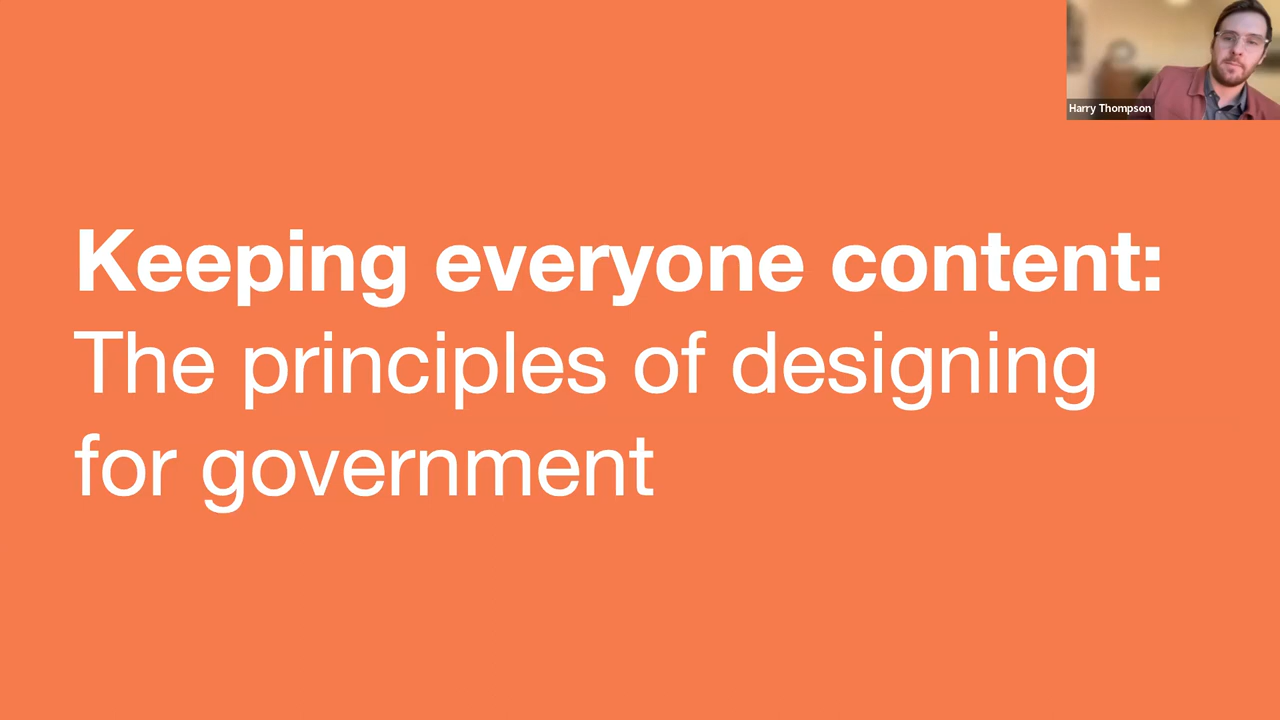 Harry Thompson
Keeping everyone content:
The principles of designing
for government